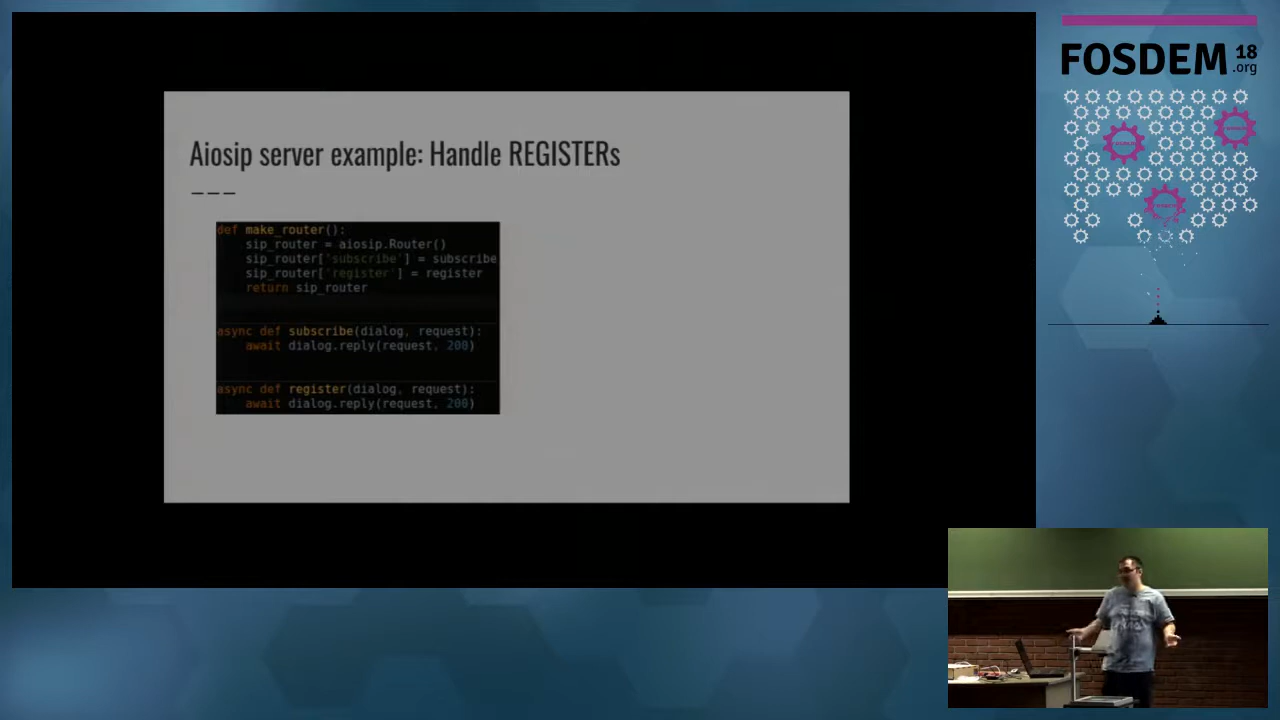 FOSDEM 18
.org
Aiosip server example: Handle REGISTERs
---
def make_router():
    sip_router = aiosip.Router()
    sip_router['subscribe'] = subscribe
    sip_router['register'] = register
    return sip_router
async def subscribe(dialog, request):
    await dialog.reply(request, 200)
async def register(dialog, request):
    await dialog.reply(request, 200)